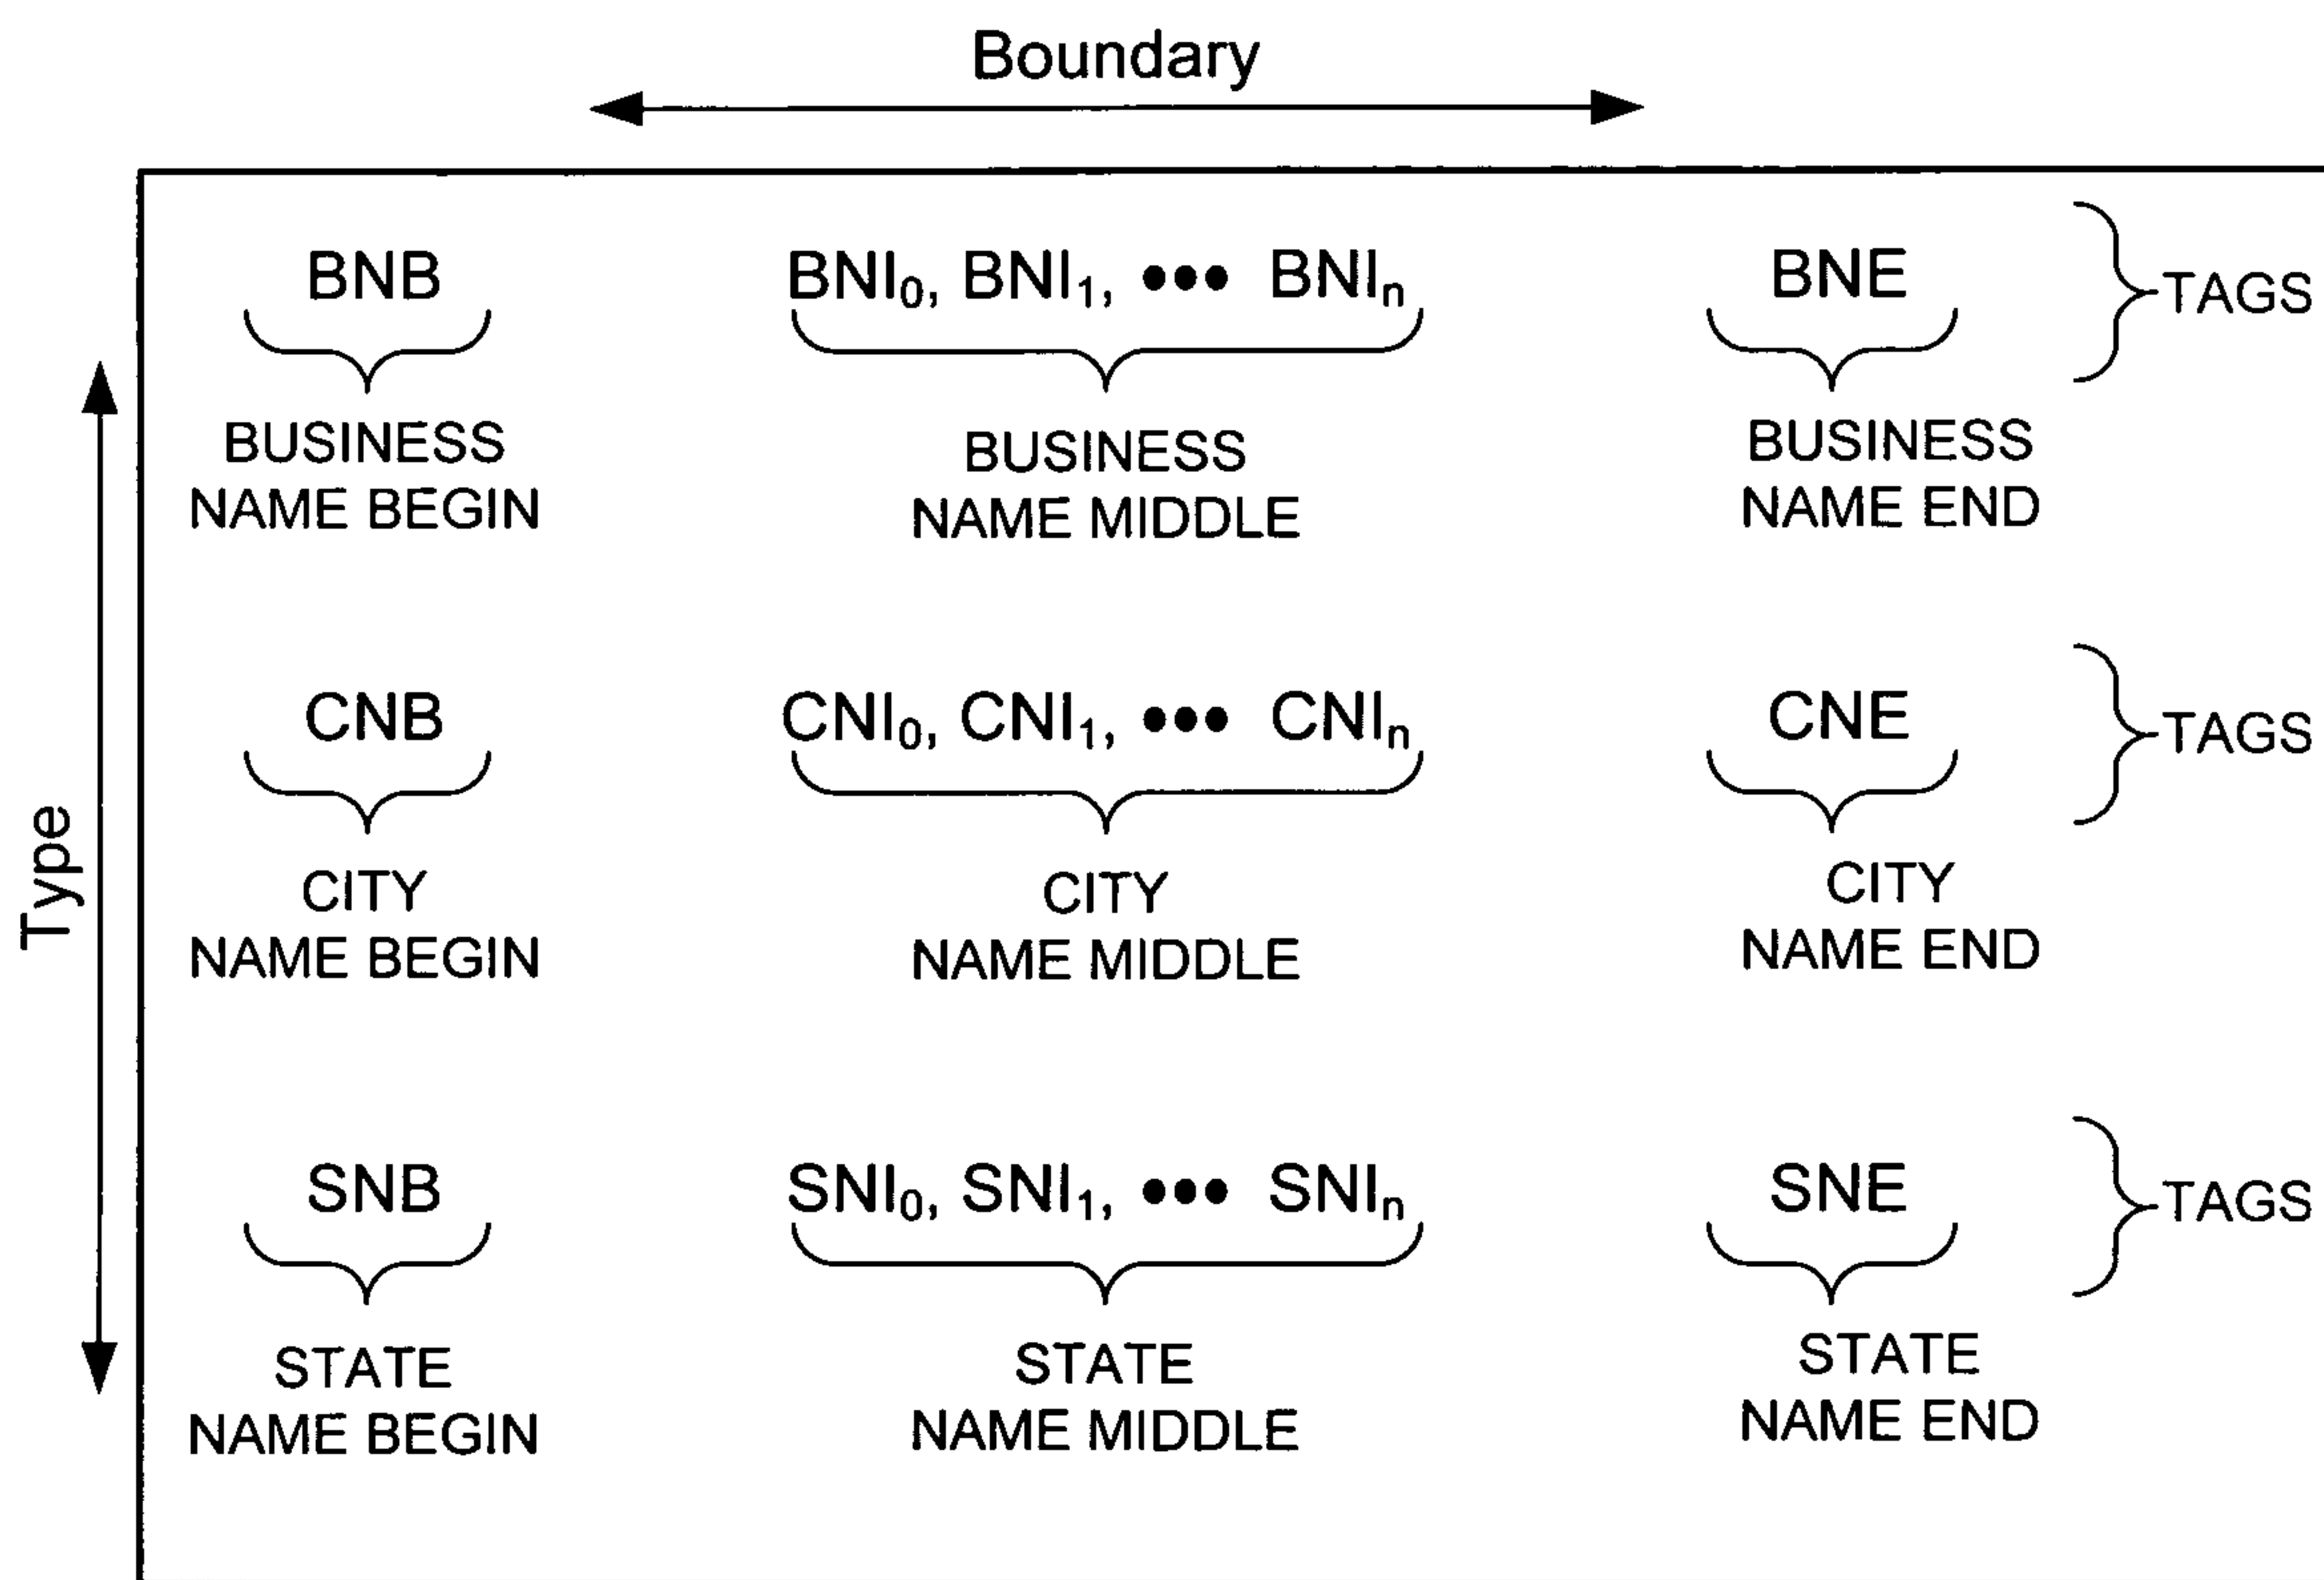 Boundary
BNB BNI₀, BNI₁, ●●● BNIₙ BNE TAGS
BUSINESS NAME BEGIN
BUSINESS NAME MIDDLE
BUSINESS NAME END
Type
CNB CNI₀, CNI₁, ●●● CNIₙ CNE TAGS
CITY NAME BEGIN
CITY NAME MIDDLE
CITY NAME END
SNB SNI₀, SNI₁, ●●● SNIₙ SNE TAGS
STATE NAME BEGIN
STATE NAME MIDDLE
STATE NAME END